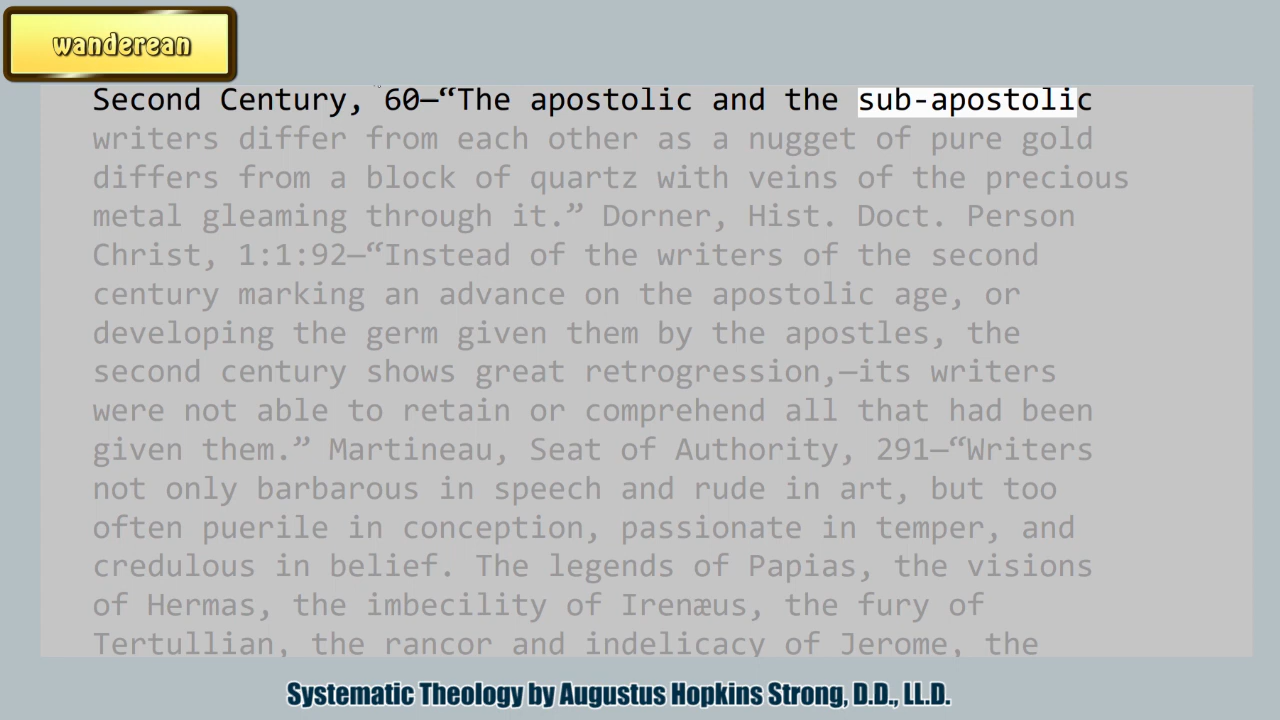 wanderean
Second Century, 60—“The apostolic and the sub-apostolic
writers differ from each other as a nugget of pure gold
differs from a block of quartz with veins of the precious
metal gleaming through it.” Dorner, Hist. Doct. Person
Christ, 1:1:92—“Instead of the writers of the second
century marking an advance on the apostolic age, or
developing the germ given them by the apostles, the
second century shows great retrogression,—its writers
were not able to retain or comprehend all that had been
given them.” Martineau, Seat of Authority, 291—“Writers
not only barbarous in speech and rude in art, but too
often puerile in conception, passionate in temper, and
credulous in belief. The legends of Papias, the visions
of Hermas, the imbecility of Irenæus, the fury of
Tertullian, the rancor and indelicacy of Jerome, the
Systematic Theology by Augustus Hopkins Strong, D.D., LL.D.